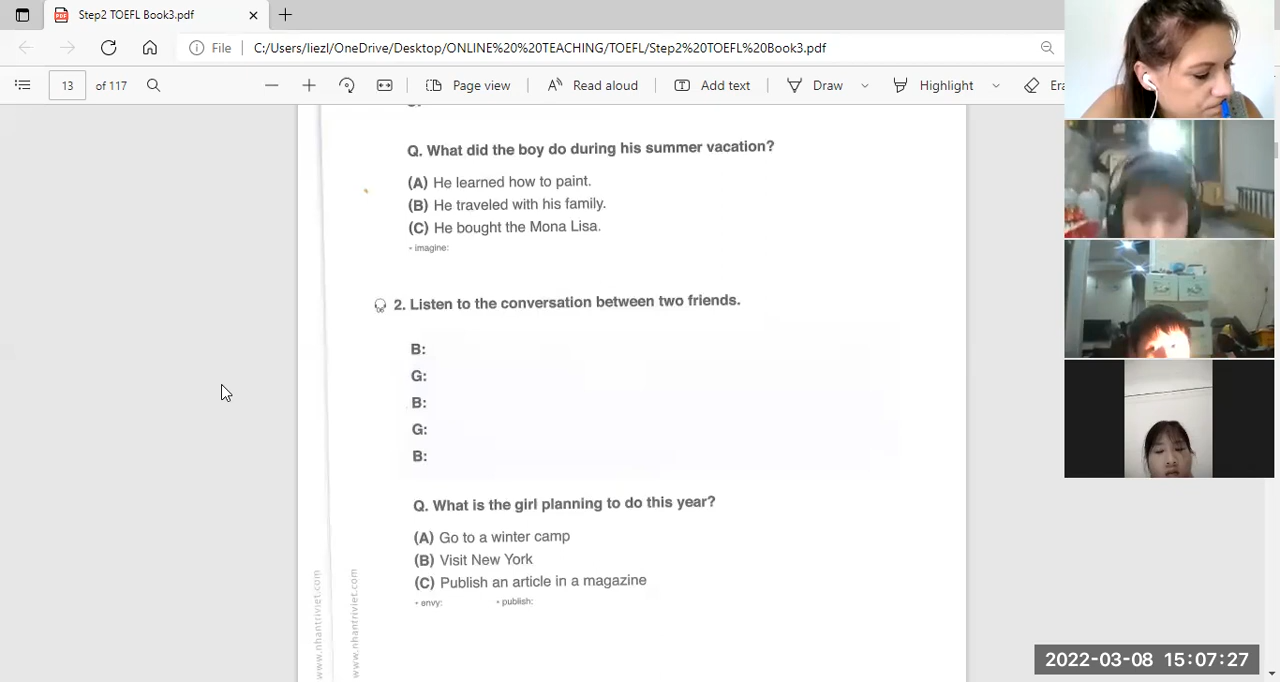 Step2 TOEFL Book3.pdf
File C:/Users/liezl/OneDrive/Desktop/ONLINE%20%20TEACHING/TOEFL/Step2%20TOEFL%20Book3.pdf
13 of 117 Page view Read aloud Add text Draw Highlight Era
Q. What did the boy do during his summer vacation?
(A) He learned how to paint.
(B) He traveled with his family.
(C) He bought the Mona Lisa.
• imagine:
2. Listen to the conversation between two friends.
B:
G:
B:
G:
B:
Q. What is the girl planning to do this year?
(A) Go to a winter camp
(B) Visit New York
(C) Publish an article in a magazine
• envy: • publish:
www.nhantriviet.com
www.nhantriviet.com
2022-03-08 15:07:27